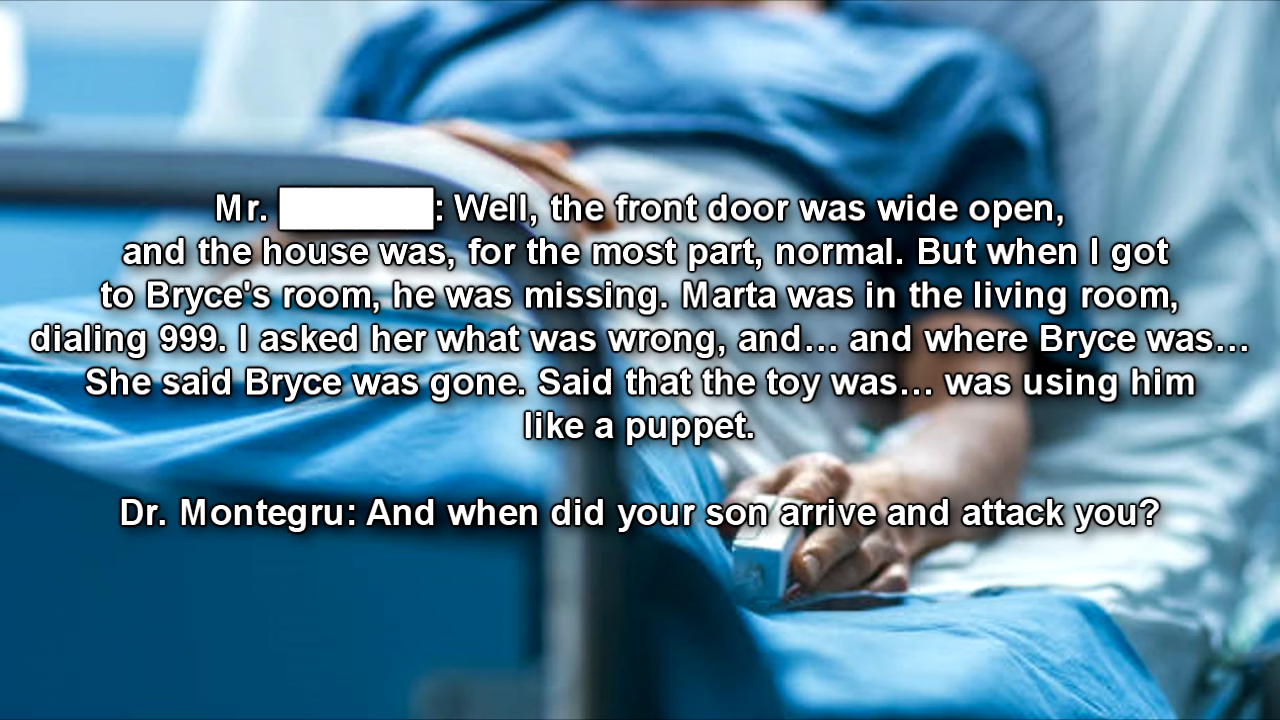 Mr. : Well, the front door was wide open,
and the house was, for the most part, normal. But when I got
to Bryce's room, he was missing. Marta was in the living room,
dialing 999. I asked her what was wrong, and… and where Bryce was…
She said Bryce was gone. Said that the toy was… was using him
like a puppet.
Dr. Montegru: And when did your son arrive and attack you?